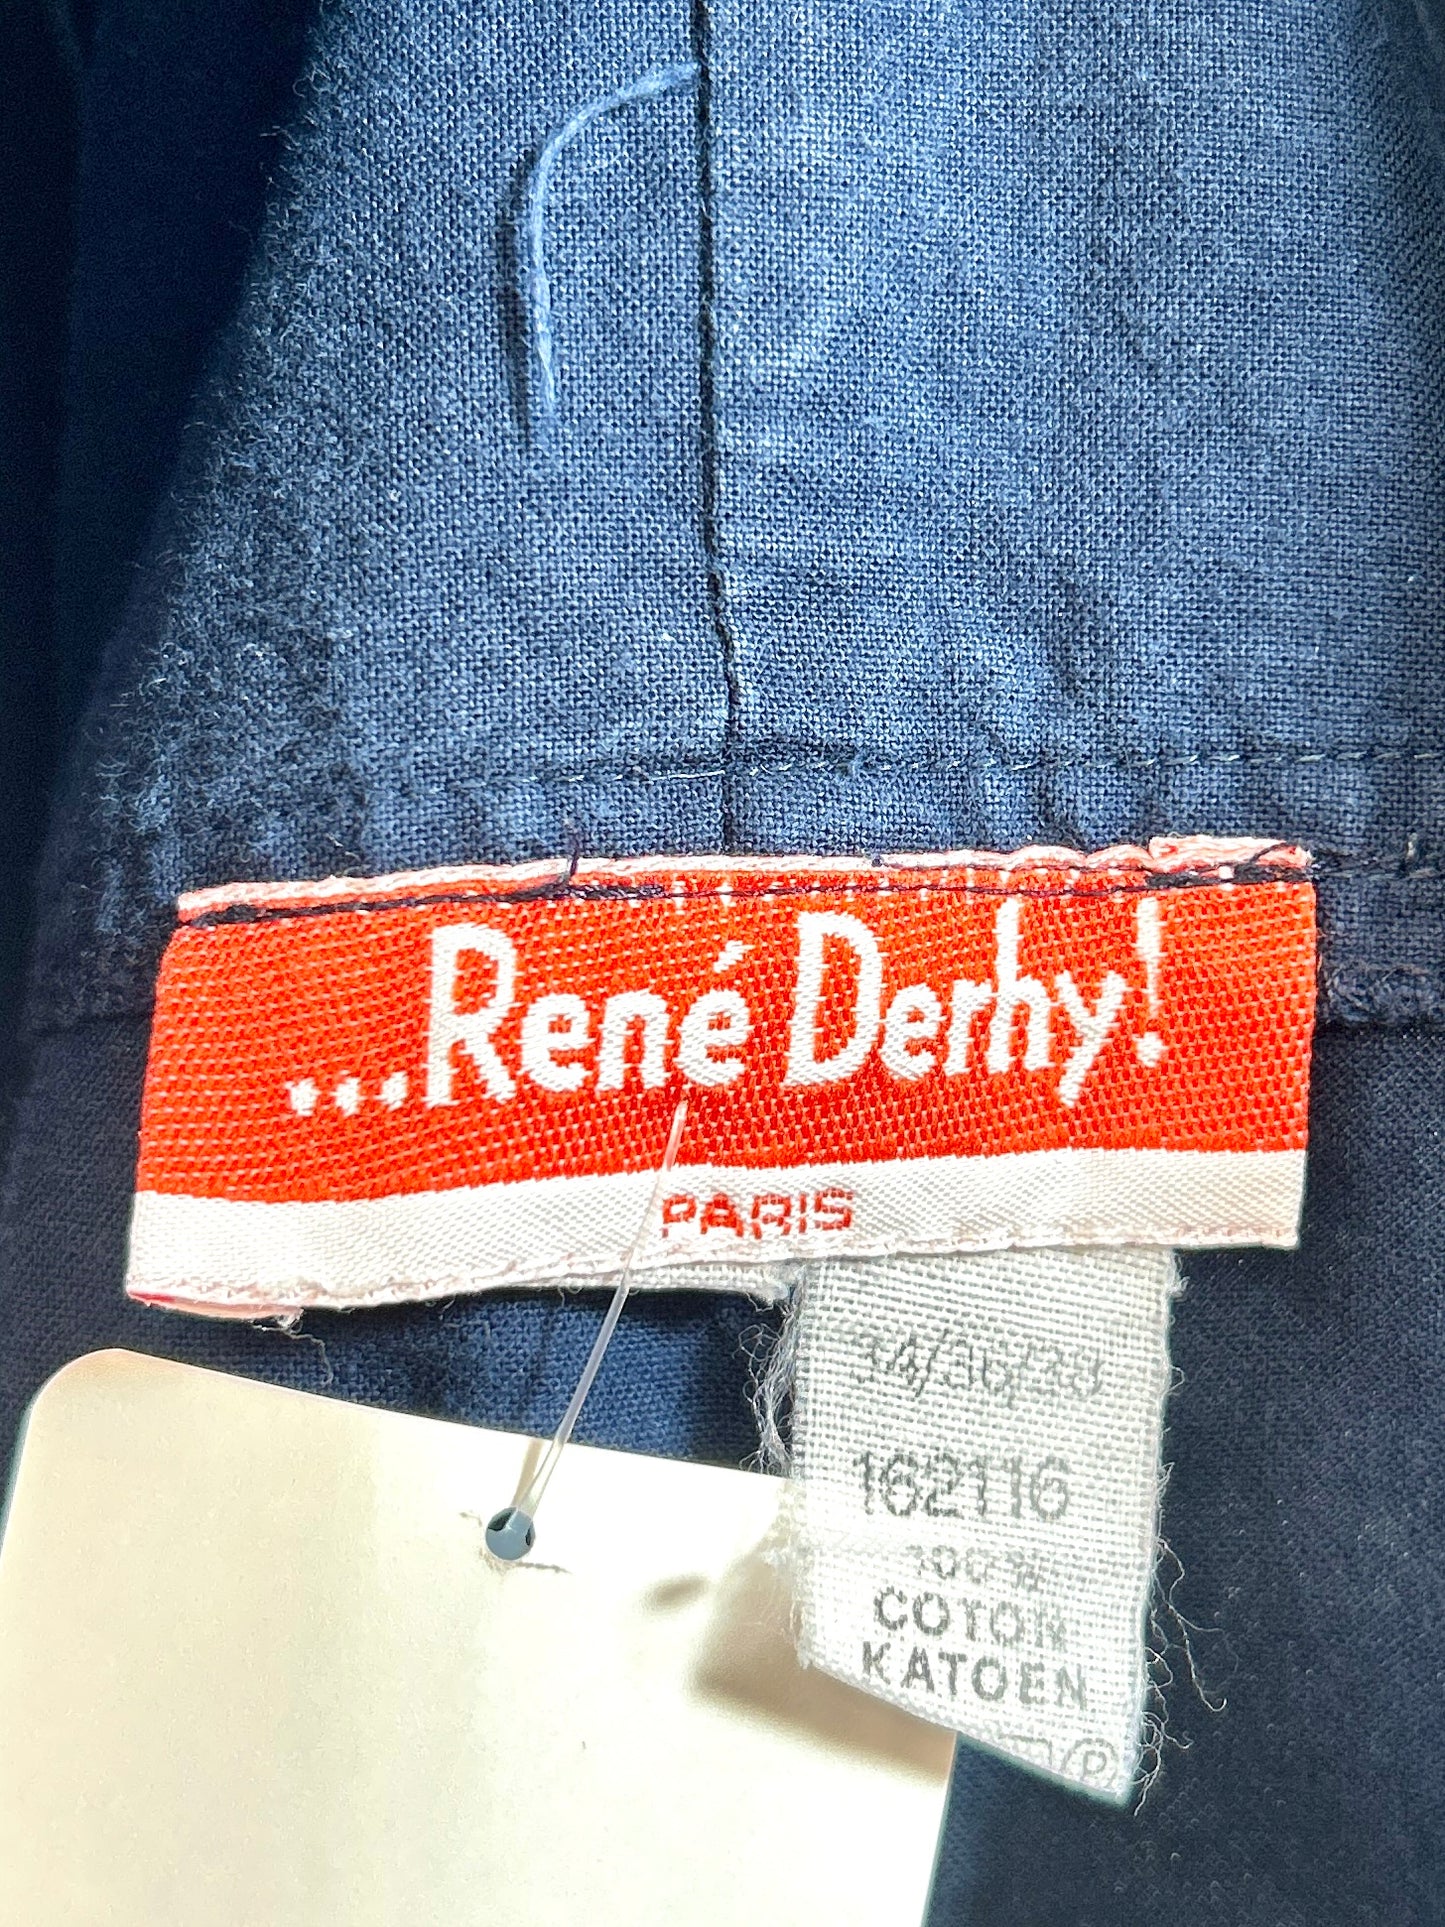 ...René Derhy!
PARIS
34/36/38
162116
100%
COTON
KATOEN
P